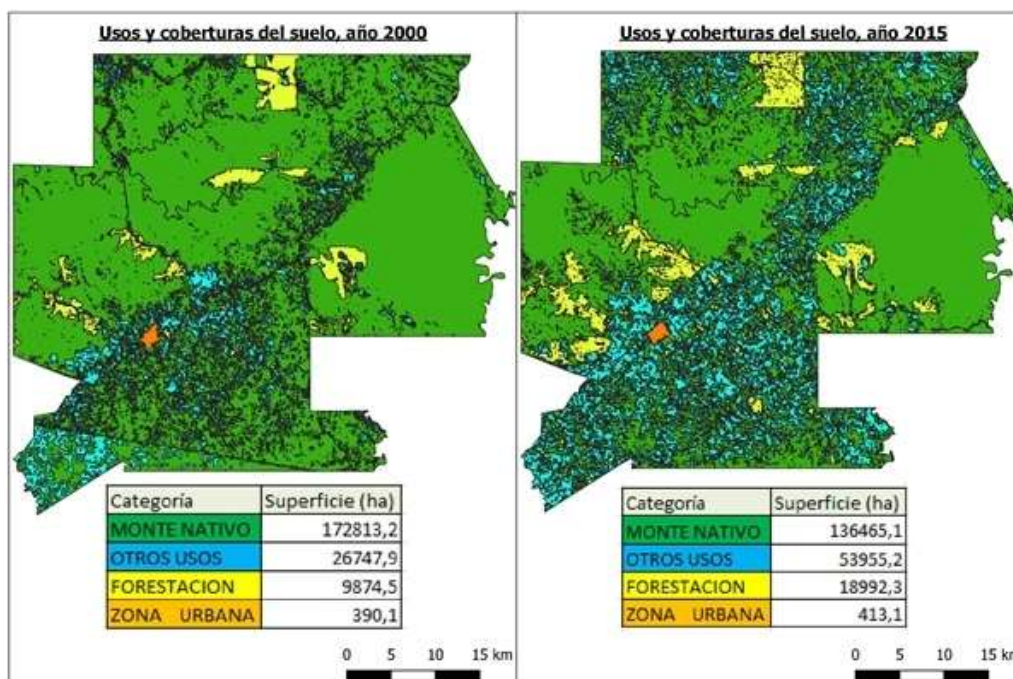 Usos y coberturas del suelo, año 2000
Categoría Superficie (ha)
MONTE NATIVO 172813,2
OTROS USOS 26747,9
FORESTACION 9874,5
ZONA URBANA 390,1
0 5 10 15 km
Usos y coberturas del suelo, año 2015
Categoría Superficie (ha)
MONTE NATIVO 136465,1
OTROS USOS 53955,2
FORESTACION 18992,3
ZONA URBANA 413,1
0 5 10 15 km